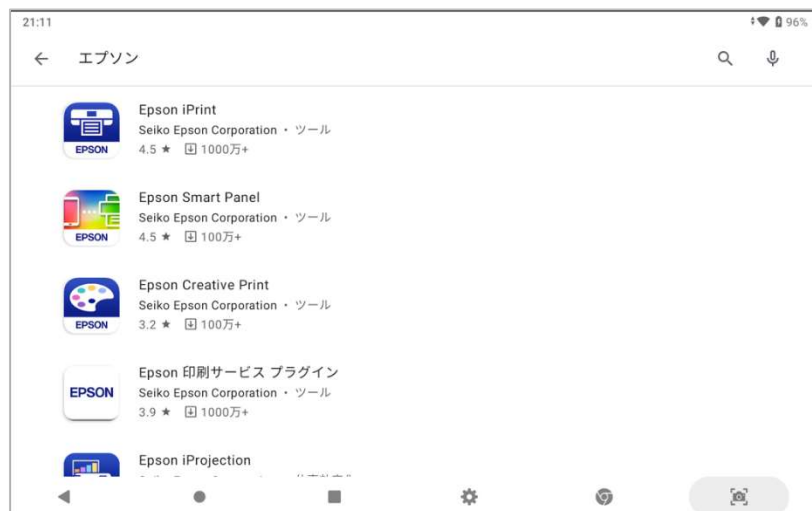 21:11
96%
エプソン
Epson iPrint
Seiko Epson Corporation・ツール
EPSON
4.5 ★ 1000万+
Epson Smart Panel
Seiko Epson Corporation・ツール
EPSON
4.5 ★ 100万+
Epson Creative Print
Seiko Epson Corporation・ツール
EPSON
3.2 ★ 100万+
Epson 印刷サービス プラグイン
EPSON
Seiko Epson Corporation・ツール
3.9 ★ 1000万+
Epson iProjection